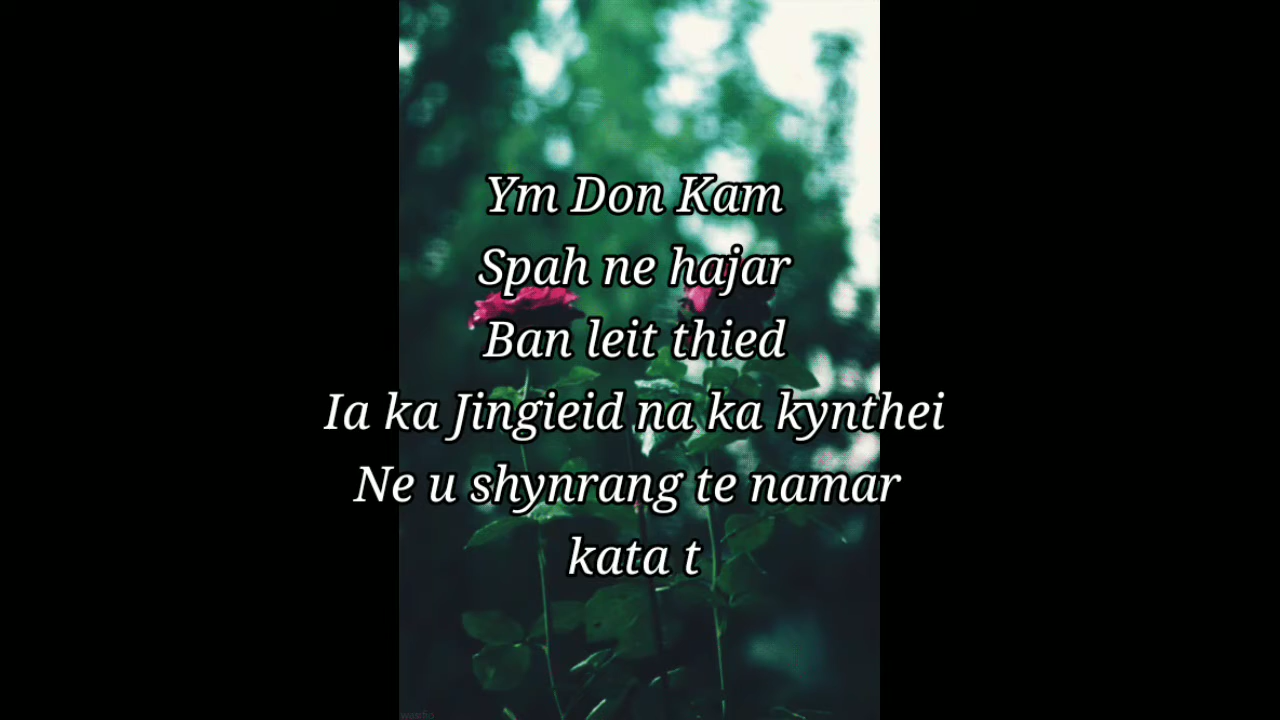 Ym Don Kam
Spah ne hajar
Ban leit thied
Ia ka Jingieid na ka kynthei
Ne u shynrang te namar
kata t